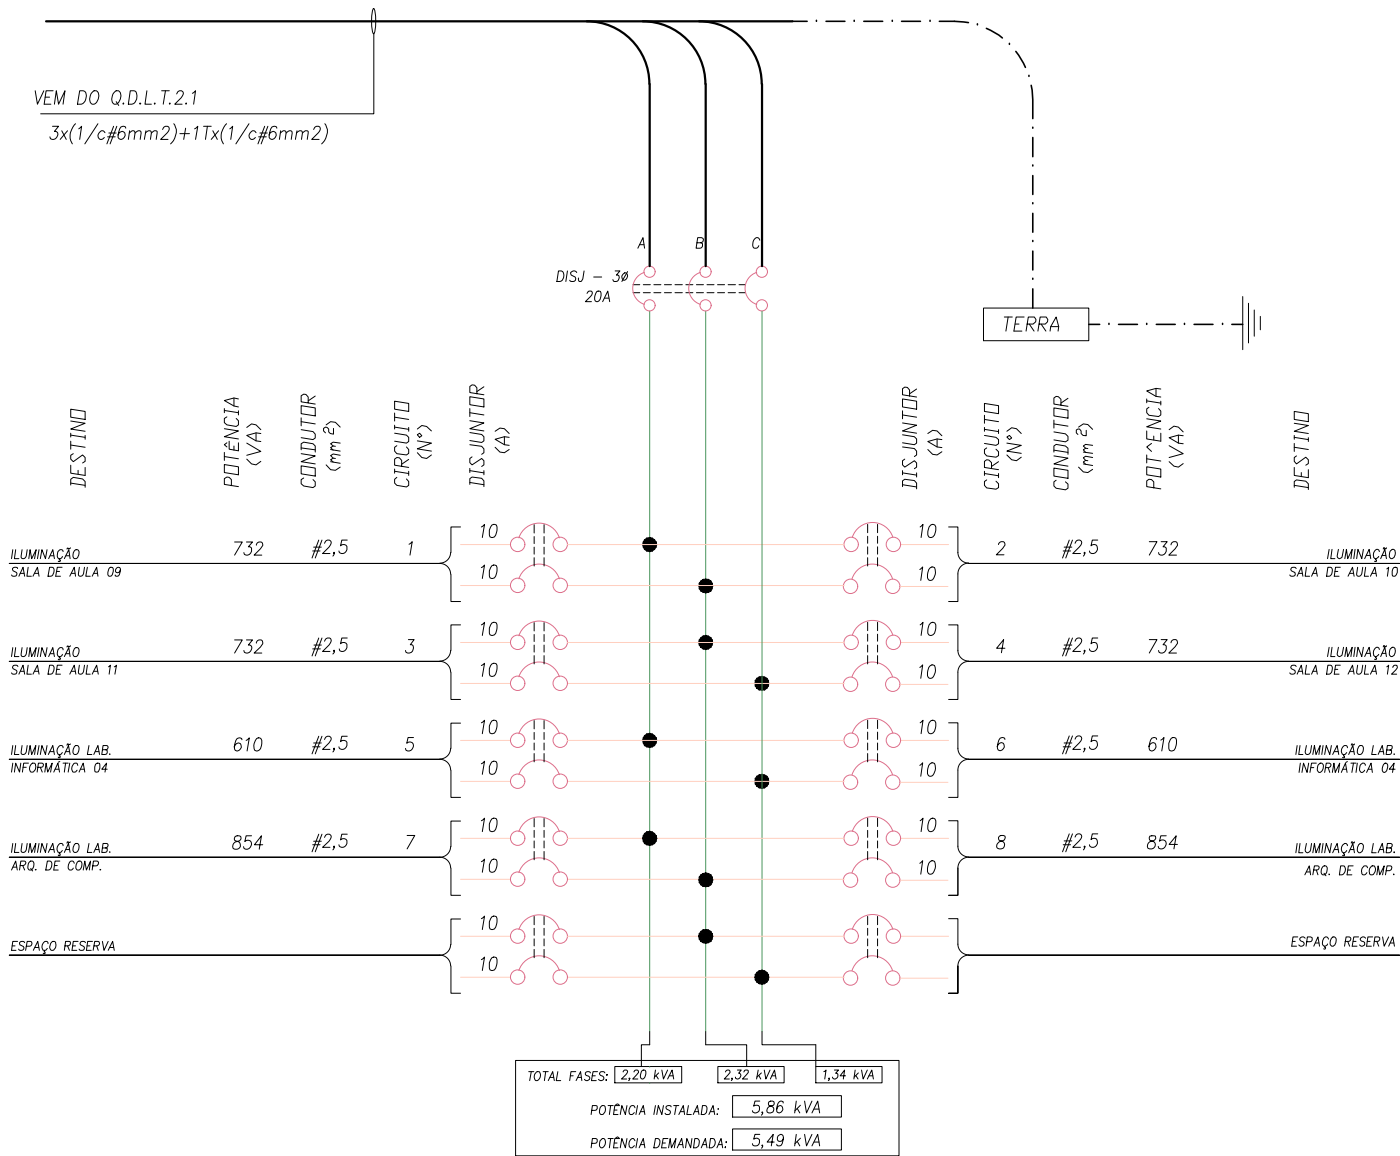 VEM DO Q.D.L.T.2.1
3x(1/c#6mm2)+1Tx(1/c#6mm2)
A B C
DISJ - 3ø
20A
TERRA
DESTINO
POTÊNCIA
(VA)
CONDUTOR
(mm 2)
CIRCUITO
(N°)
DISJUNTOR
(A)
DISJUNTOR
(A)
CIRCUITO
(N°)
CONDUTOR
(mm 2)
POT^ENCIA
(VA)
DESTINO
ILUMINAÇÃO 732 #2,5 1 10 10 2 #2,5 732 ILUMINAÇÃO
SALA DE AULA 09 10 10 SALA DE AULA 10
ILUMINAÇÃO 732 #2,5 3 10 10 4 #2,5 732 ILUMINAÇÃO
SALA DE AULA 11 10 10 SALA DE AULA 12
ILUMINAÇÃO LAB. 610 #2,5 5 10 10 6 #2,5 610 ILUMINAÇÃO LAB.
INFORMÁTICA 04 10 10 INFORMÁTICA 04
ILUMINAÇÃO LAB. 854 #2,5 7 10 10 8 #2,5 854 ILUMINAÇÃO LAB.
ARQ. DE COMP. 10 10 ARQ. DE COMP.
ESPAÇO RESERVA 10 ESPAÇO RESERVA
10
TOTAL FASES: 2,20 kVA 2,32 kVA 1,34 kVA
POTÊNCIA INSTALADA: 5,86 kVA
POTÊNCIA DEMANDADA: 5,49 kVA